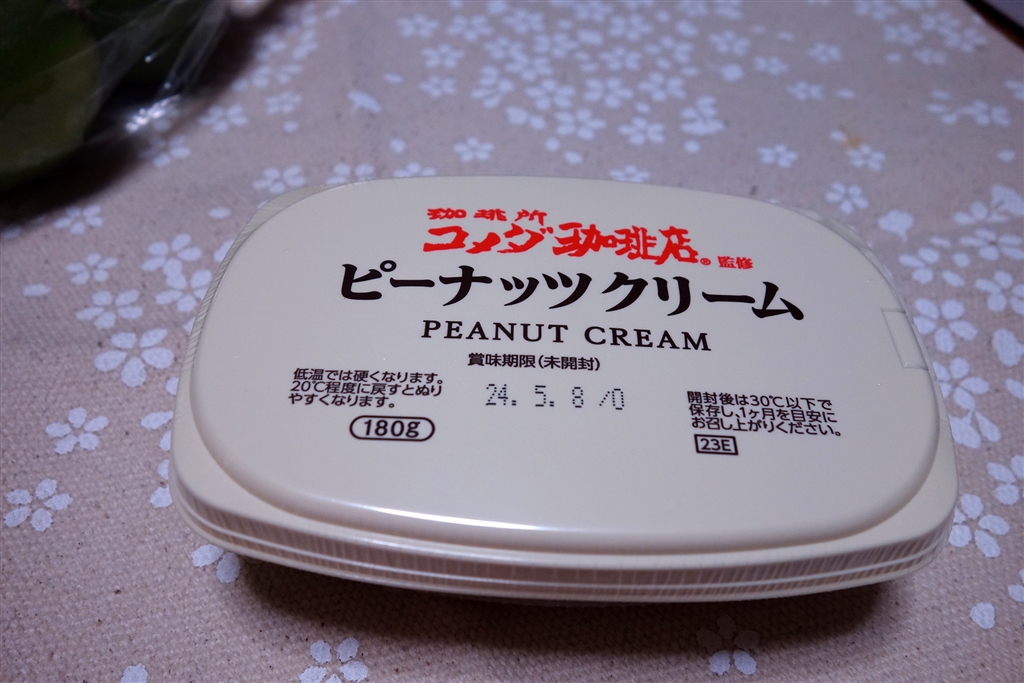 珈琲所
コメダ珈琲店® 監修
ピーナッツクリーム
PEANUT CREAM
賞味期限(未開封)
24. 5. 8 /O
低温では硬くなります。
20℃程度に戻すとぬり
やすくなります。
180g
開封後は30℃以下で
保存し、1ヶ月を目安に
お召し上がりください。
23E